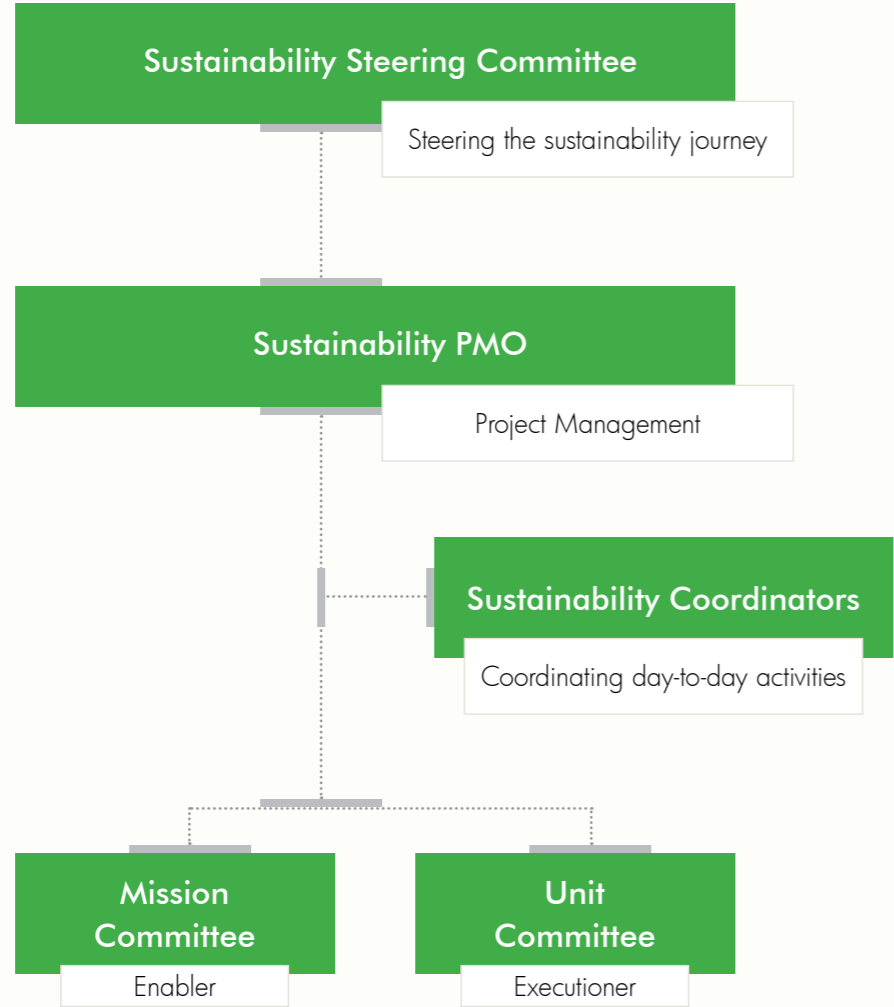 Sustainability Steering Committee
Steering the sustainability journey
Sustainability PMO
Project Management
Sustainability Coordinators
Coordinating day-to-day activities
Mission
Committee
Enabler
Unit
Committee
Executioner